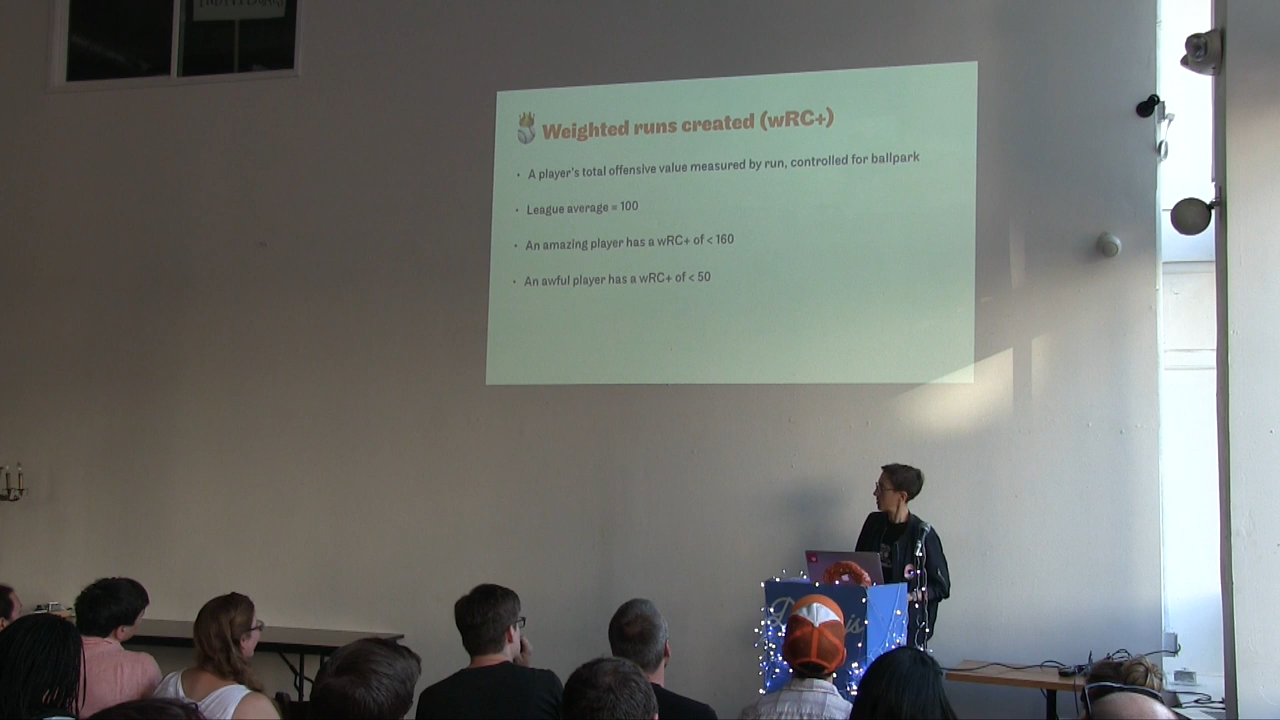 Weighted runs created (wRC+)
· A player's total offensive value measured by run, controlled for ballpark
· League average = 100
· An amazing player has a wRC+ of < 160
· An awful player has a wRC+ of < 50